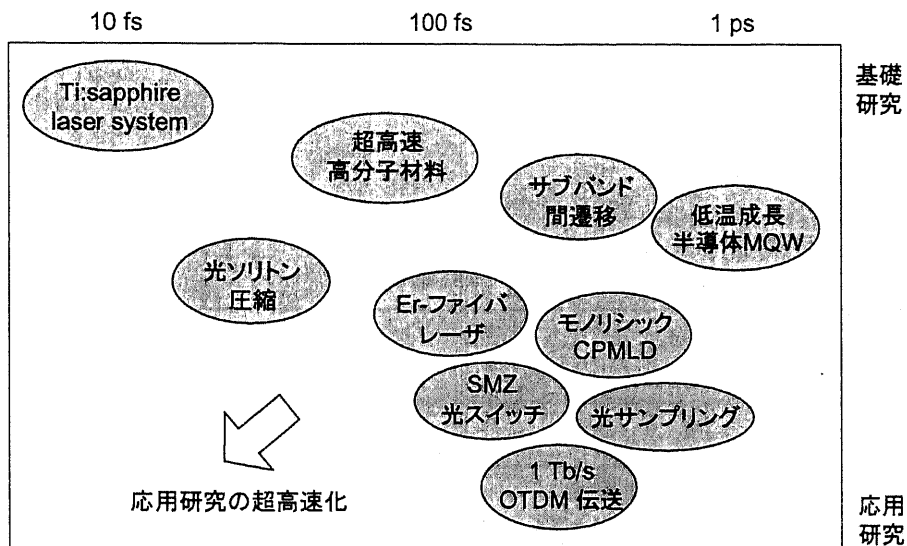 10 fs
100 fs
1 ps
基礎
研究
Ti:sapphire
laser system
超高速
高分子材料
サブバンド
間遷移
低温成長
半導体MQW
光ソリトン
圧縮
Er-ファイバ
レーザ
モノリシック
CPMLD
SMZ
光スイッチ
光サンプリング
1 Tb/s
OTDM 伝送
応用研究の超高速化
応用
研究